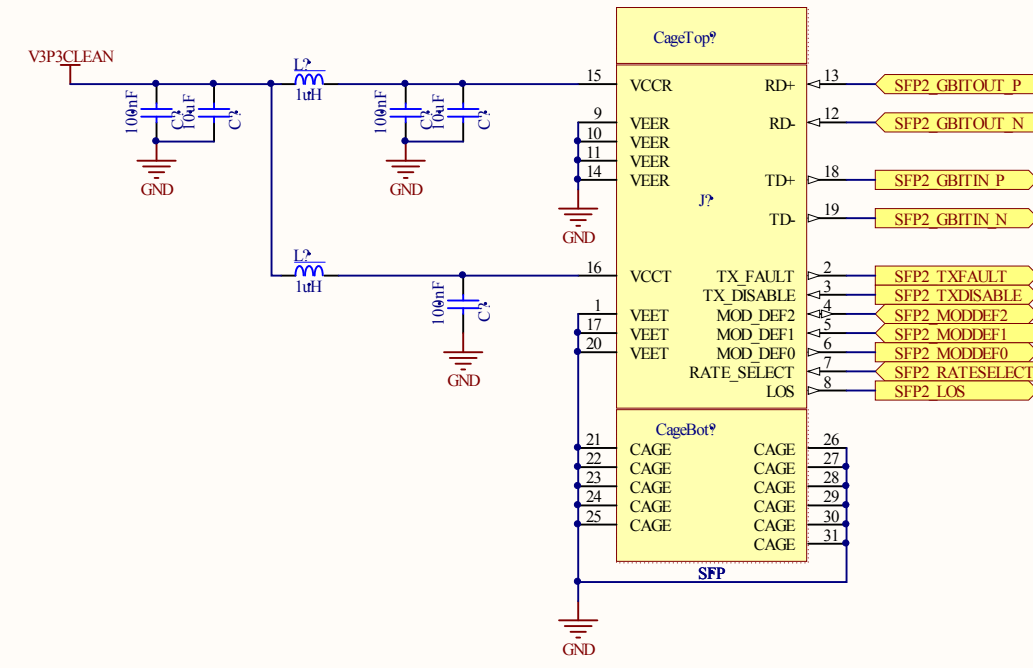 CageTop?
V3P3CLEAN
L?
1uH
15
VCCR
RD+
13
SFP2_GBITOUT_P
100nF
C?
10uF
C?
100nF
C?
10uF
C?
9
VEER
RD-
12
SFP2_GBITOUT_N
10
VEER
11
VEER
14
VEER
TD+
18
SFP2_GBITIN_P
GND
GND
J?
TD-
19
SFP2_GBITIN_N
GND
L?
1uH
16
VCCT
TX_FAULT
2
SFP2_TXFAULT
TX_DISABLE
3
SFP2_TXDISABLE
100nF
C?
1
VEET
MOD_DEF2
4
SFP2_MODDEF2
17
VEET
MOD_DEF1
5
SFP2_MODDEF1
20
VEET
MOD_DEF0
6
SFP2_MODDEF0
RATE_SELECT
7
SFP2_RATESELECT
GND
LOS
8
SFP2_LOS
CageBot?
21
CAGE
CAGE
26
22
CAGE
CAGE
27
23
CAGE
CAGE
28
24
CAGE
CAGE
29
25
CAGE
CAGE
30
CAGE
31
SFP
GND